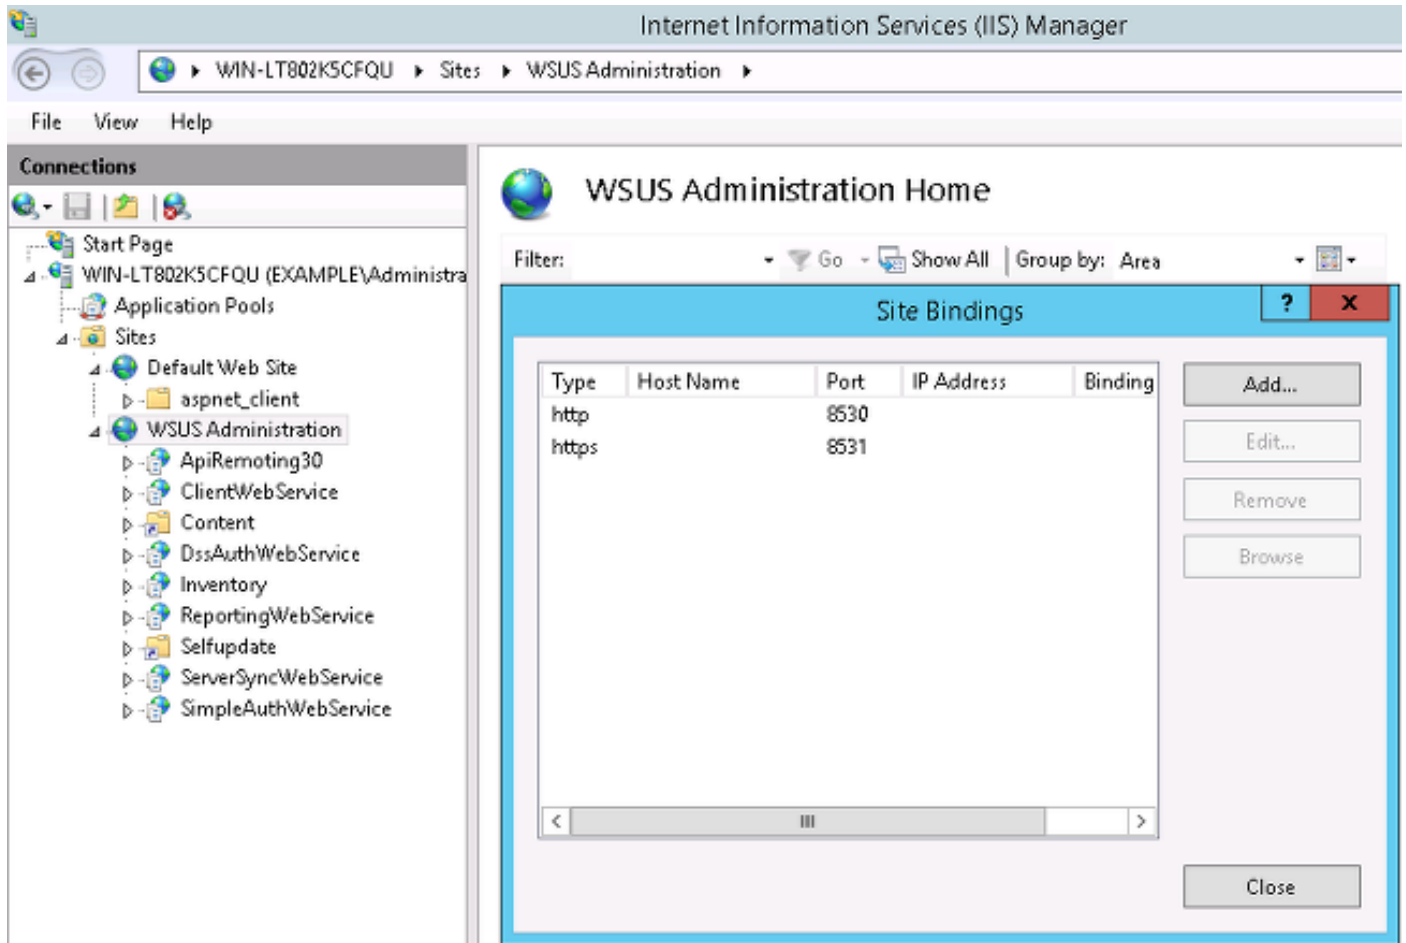 Internet Information Services (IIS) Manager
WIN-LT802K5CFQU Sites WSUS Administration
File View Help
Connections
Start Page
WIN-LT802K5CFQU (EXAMPLE\Administra
Application Pools
Sites
Default Web Site
aspnet_client
WSUS Administration
ApiRemoting30
ClientWebService
Content
DssAuthWebService
Inventory
ReportingWebService
Selfupdate
ServerSyncWebService
SimpleAuthWebService
WSUS Administration Home
Filter: Go Show All Group by: Area
Site Bindings ? X
Type Host Name Port IP Address Binding
http 8530
https 8531
Add...
Edit...
Remove
Browse
Close